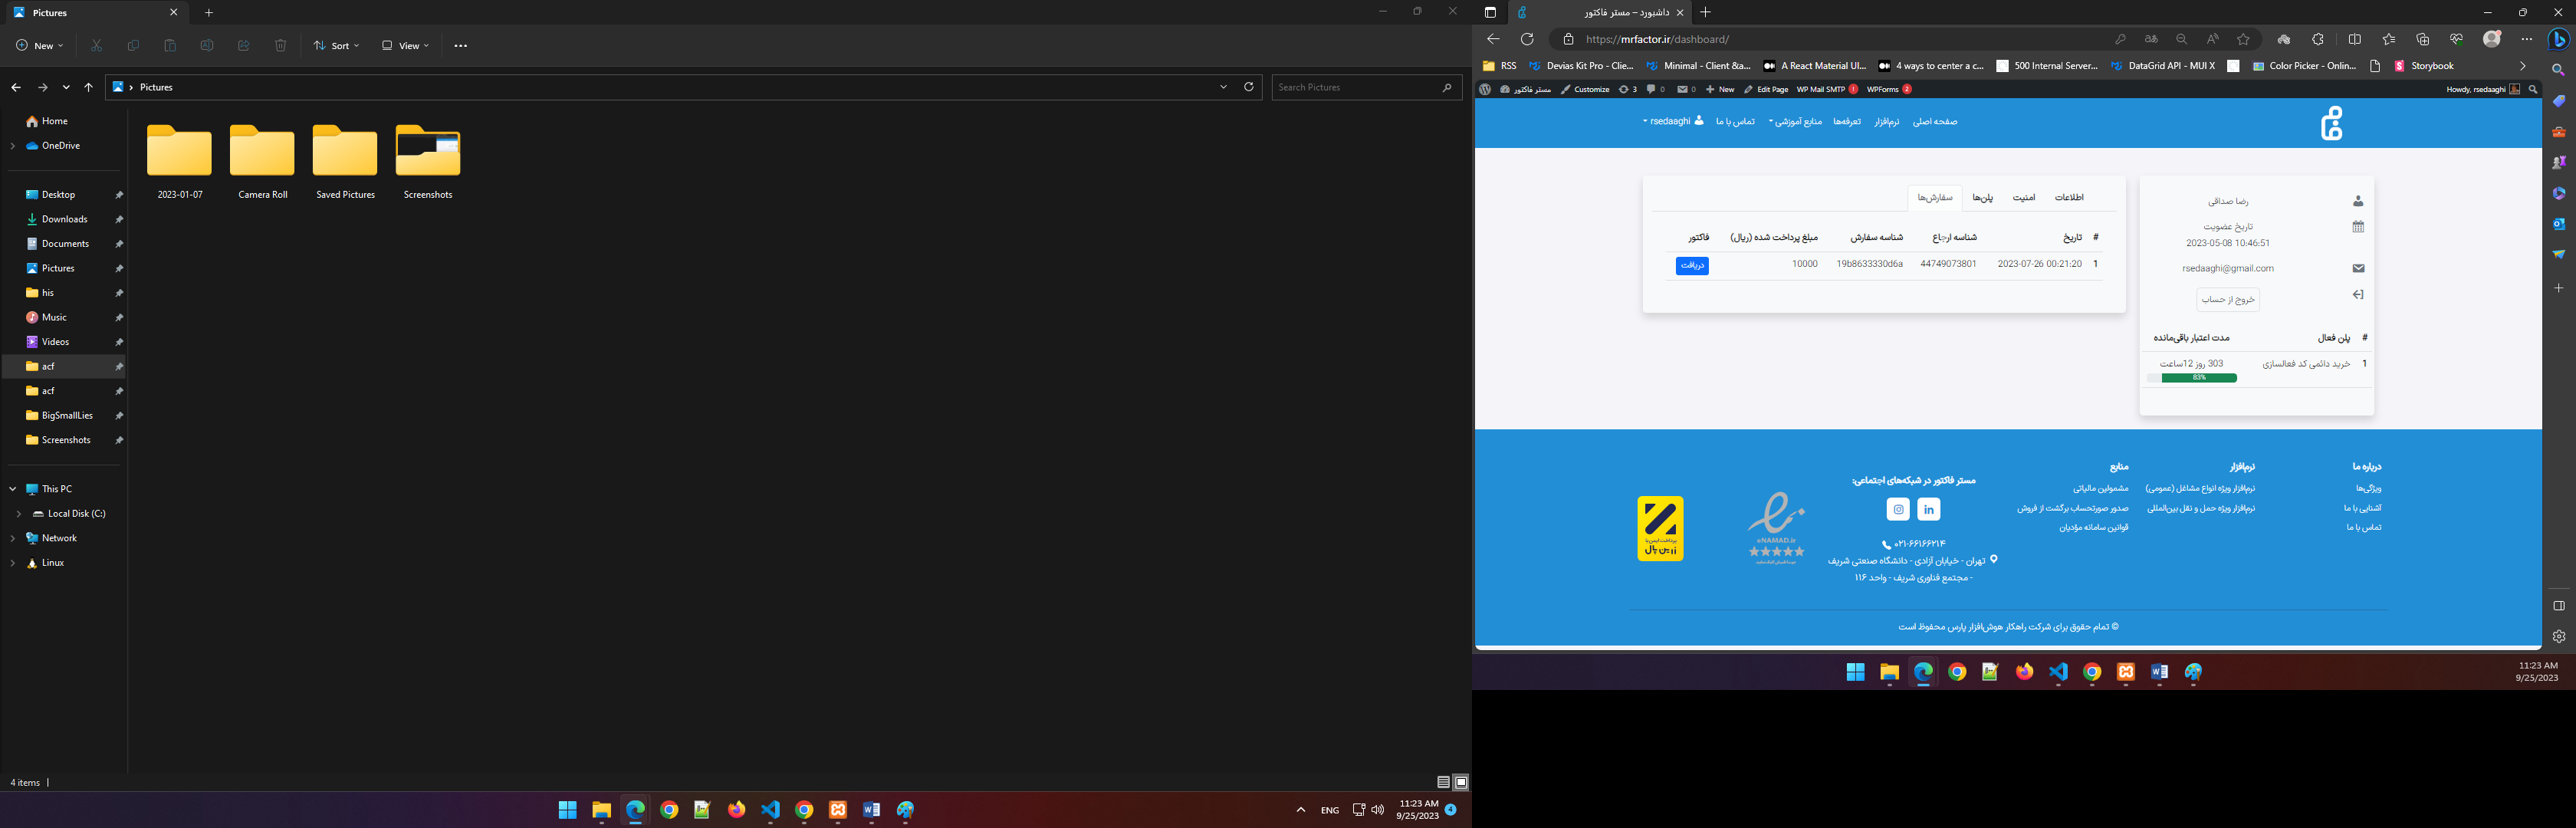 Pictures
New
Sort
View
Pictures
Search Pictures
Home
OneDrive
Desktop
Downloads
Documents
Pictures
his
Music
Videos
acf
acf
BigSmallLies
Screenshots
This PC
Local Disk (C:)
Network
Linux
2023-01-07
Camera Roll
Saved Pictures
Screenshots
4 items
ENG
11:23 AM
9/25/2023
4
داشبورد – مستر فاکتور
https://mrfactor.ir/dashboard/
RSS
Devias Kit Pro - Clie...
Minimal - Client &a...
A React Material UI...
4 ways to center a c...
500 Internal Server...
DataGrid API - MUI X
Color Picker - Onlin...
Storybook
مستر فاکتور
Customize
3
0
0
New
Edit Page
WP Mail SMTP !
WPForms 2
Howdy, rsedaaghi
صفحه اصلی
نرم‌افزار
تعرفه‌ها
منابع آموزشی
تماس با ما
rsedaaghi
رضا صداقی
تاریخ عضویت
2023-05-08 10:46:51
rsedaaghi@gmail.com
خروج از حساب
# پلن فعال مدت اعتبار باقی‌مانده
1 خرید دائمی کد فعالسازی 303 روز 12ساعت
83%
اطلاعات
امنیت
پلن‌ها
سفارش‌ها
# تاریخ شناسه ارجاع شناسه سفارش مبلغ پرداخت شده (ریال) فاکتور
1 2023-07-26 00:21:20 44749073801 19b8633330d6a 10000 دریافت
درباره ما
ویژگی‌ها
آشنایی با ما
تماس با ما
نرم‌افزار
نرم‌افزار ویژه انواع مشاغل (عمومی)
نرم‌افزار ویژه حمل و نقل بین‌المللی
منابع
مشمولین مالیاتی
صدور صورتحساب برگشت از فروش
قوانین سامانه مؤدیان
مستر فاکتور در شبکه‌های اجتماعی:
۰۲۱-۶۶۱۶۶۲۱۴
تهران - خیابان آزادی - دانشگاه صنعتی شریف
- مجتمع فناوری شریف - واحد ۱۱۶
eNAMAD.ir
پرداخت ایمن با
زرین پال
© تمام حقوق برای شرکت راهکار هوش‌افزار پارس محفوظ است
11:23 AM
9/25/2023